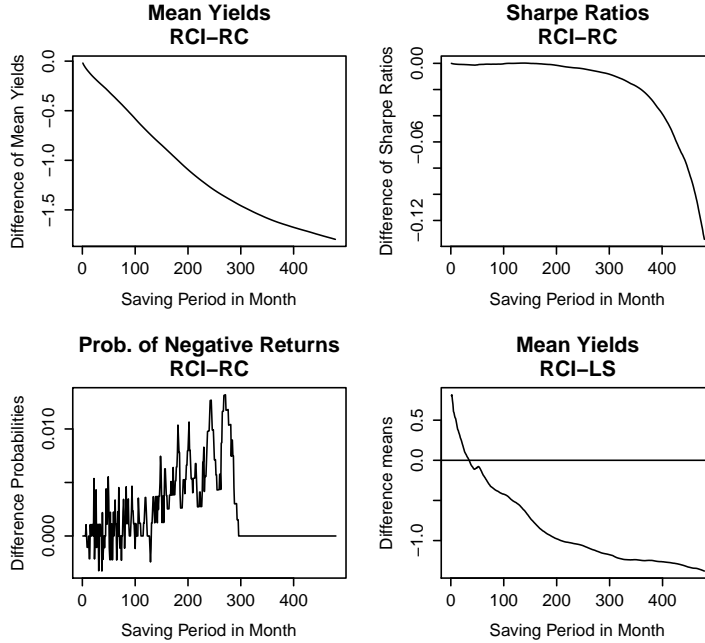 Mean Yields
RCI−RC
Difference of Mean Yields
0.0
−0.5
−1.0
−1.5
0 100 200 300 400
Saving Period in Month
Sharpe Ratios
RCI−RC
Difference of Sharpe Ratios
0.00
−0.06
−0.12
0 100 200 300 400
Saving Period in Month
Prob. of Negative Returns
RCI−RC
Difference Probabilities
0.010
0.000
0 100 200 300 400
Saving Period in Month
Mean Yields
RCI−LS
Difference means
0.5
0.0
−1.0
0 100 200 300 400
Saving Period in Month